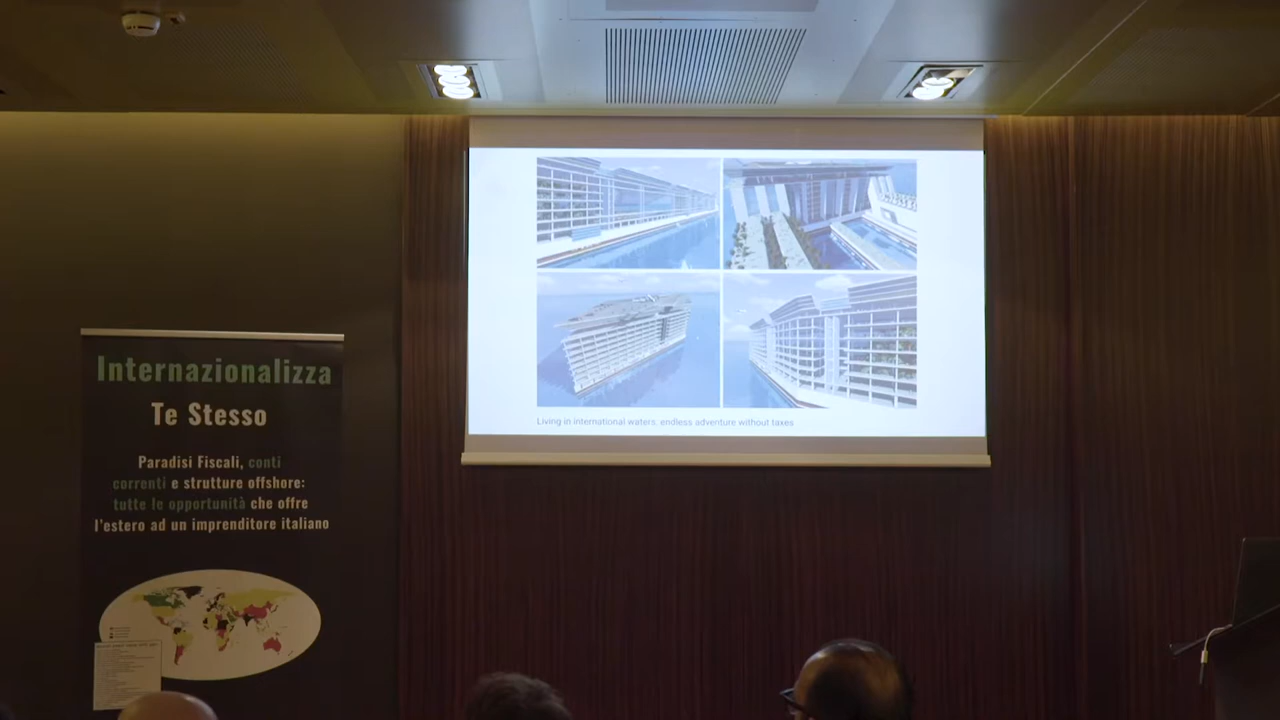 Internazionalizza
Te Stesso
Paradisi Fiscali, conti
correnti e strutture offshore:
tutte le opportunità che offre
l'estero ad un imprenditore italiano
Living in international waters, endless adventure without taxes